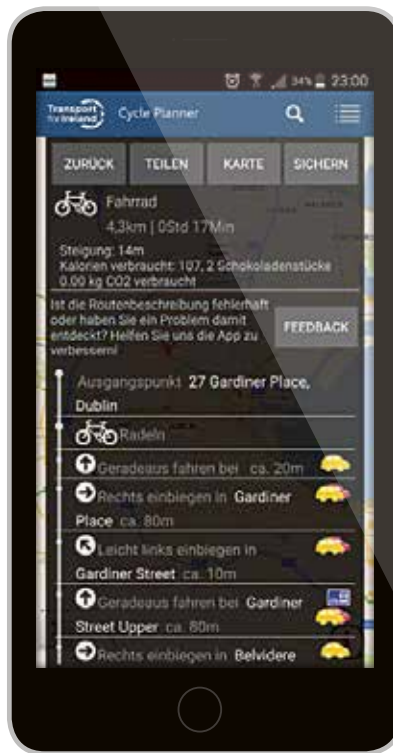 34% 23:00
Transport for Ireland Cycle Planner
ZURÜCK TEILEN KARTE SICHERN
Fahrrad
4,3km | 0Std 17Min
Steigung: 14m
Kalorien verbraucht: 107, 2 Schokoladenstücke
0.00 kg CO2 verbraucht
Ist die Routenbeschreibung fehlerhaft
oder haben Sie ein Problem damit
entdeckt? Helfen Sie uns die App zu
verbessern!
FEEDBACK
Ausgangspunkt 27 Gardiner Place,
Dublin
Radeln
Geradeaus fahren bei ca. 20m
Rechts einbiegen in Gardiner
Place ca. 80m
Leicht links einbiegen in
Gardiner Street ca. 10m
Geradeaus fahren bei Gardiner
Street Upper ca. 80m
Rechts einbiegen in Belvidere